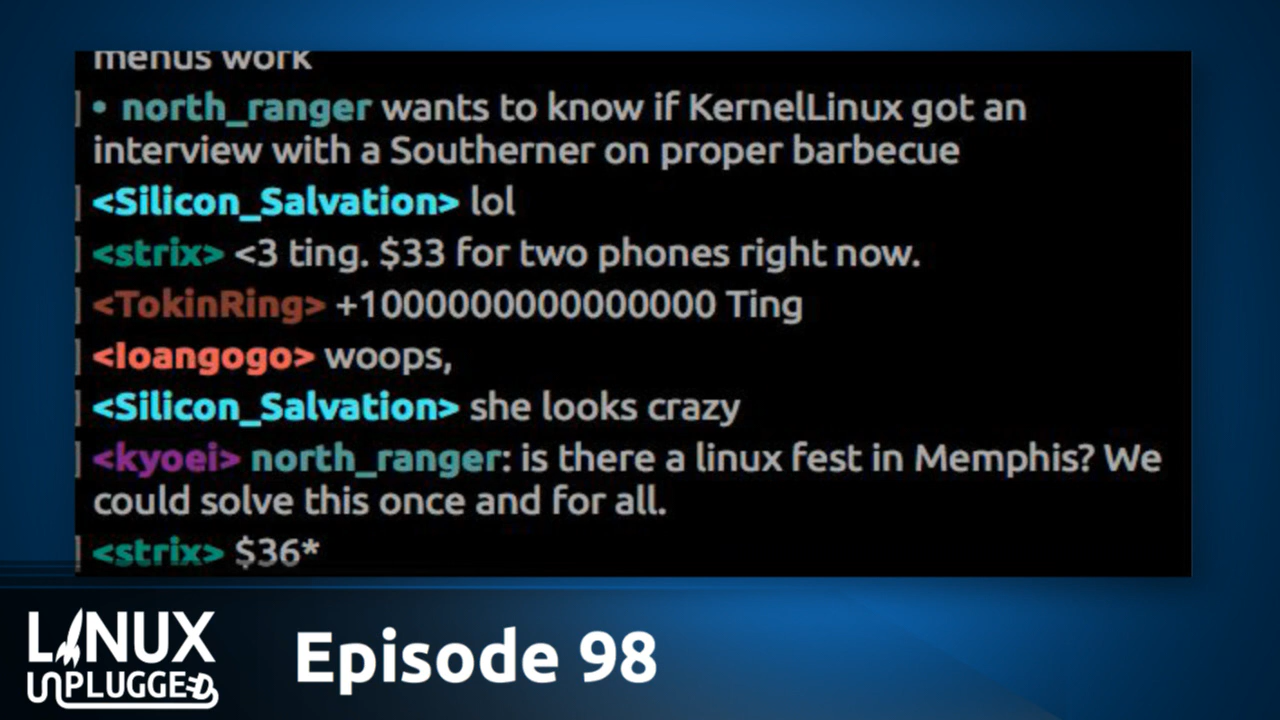 menus work
• north_ranger wants to know if KernelLinux got an
interview with a Southerner on proper barbecue
<Silicon_Salvation> lol
<strix> <3 ting. $33 for two phones right now.
<TokinRing> +1000000000000000 Ting
<loangogo> woops,
<Silicon_Salvation> she looks crazy
<kyoei> north_ranger: is there a linux fest in Memphis? We
could solve this once and for all.
<strix> $36*
LINUX
UNPLUGGED
Episode 98